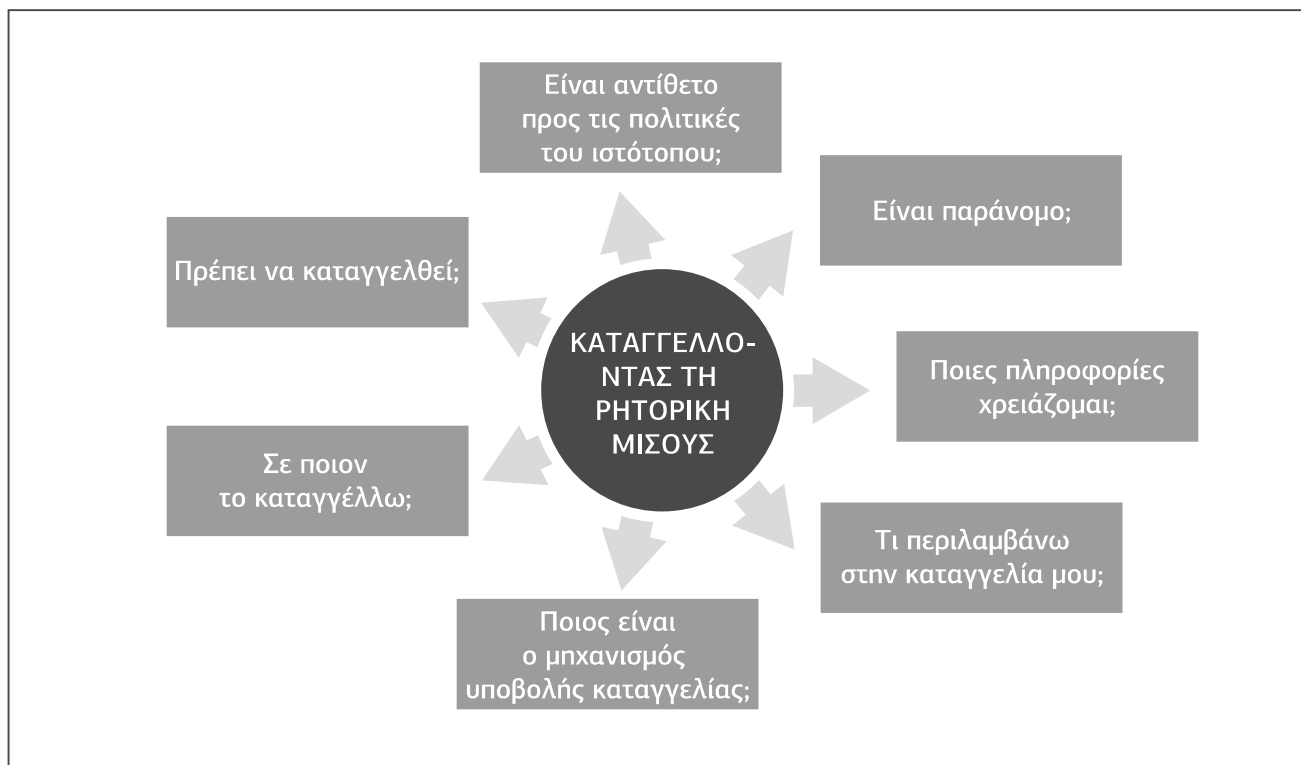 Είναι αντίθετο
προς τις πολιτικές
του ιστότοπου;
Είναι παράνομο;
Πρέπει να καταγγελθεί;
ΚΑΤΑΓΓΕΛΛΟ-
ΝΤΑΣ ΤΗ
ΡΗΤΟΡΙΚΗ
ΜΙΣΟΥΣ
Ποιες πληροφορίες
χρειάζομαι;
Σε ποιον
το καταγγέλλω;
Τι περιλαμβάνω
στην καταγγελία μου;
Ποιος είναι
ο μηχανισμός
υποβολής καταγγελίας;